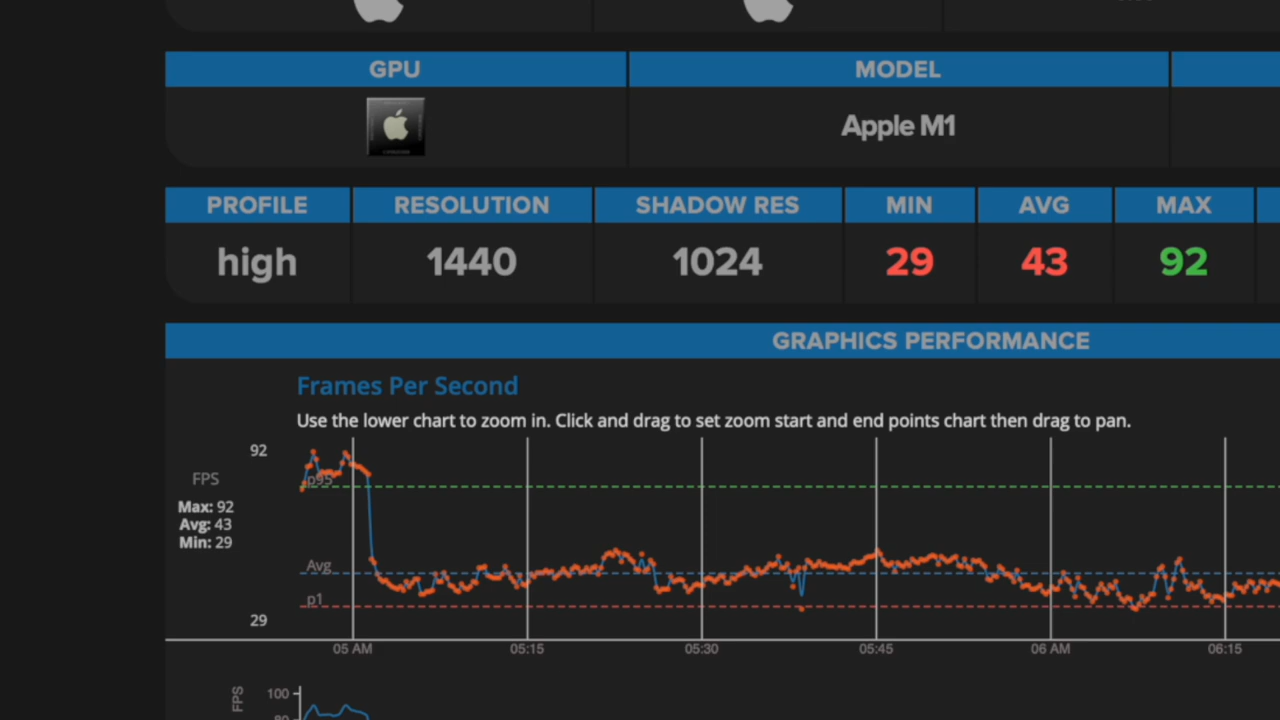 GPU MODEL
Apple M1
PROFILE RESOLUTION SHADOW RES MIN AVG MAX
high 1440 1024 29 43 92
GRAPHICS PERFORMANCE
Frames Per Second
Use the lower chart to zoom in. Click and drag to set zoom start and end points chart then drag to pan.
92
FPS
p95
Max: 92
Avg: 43
Min: 29
Avg
p1
29
05 AM 05:15 05:30 05:45 06 AM 06:15
FPS
100
80